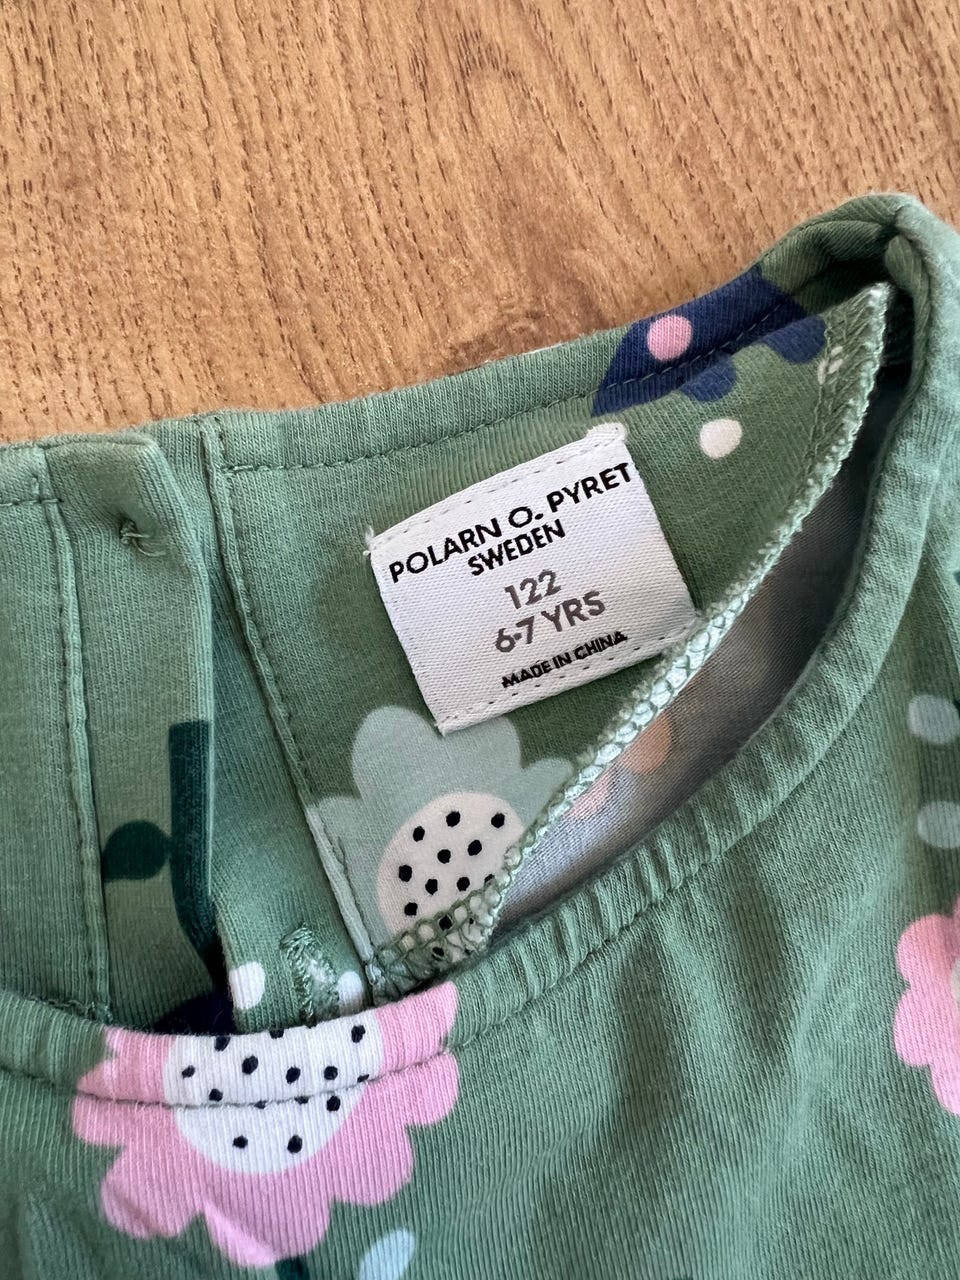 POLARN O. PYRET
SWEDEN
122
6-7 YRS
MADE IN CHINA